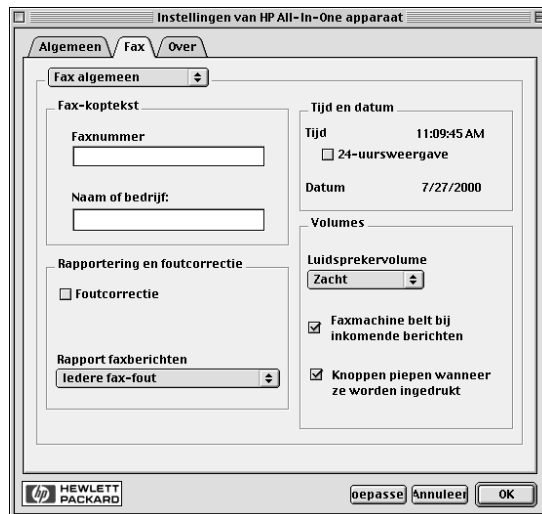 Instellingen van HP All-In-One apparaat
Algemeen
Fax
Over
Fax algemeen
Fax-koptekst
Faxnummer
Naam of bedrijf:
Rapportering en foutcorrectie
Foutcorrectie
Rapport faxberichten
Iedere fax-fout
Tijd en datum
Tijd 11:09:45 AM
24-uursweergave
Datum 7/27/2000
Volumes
Luidsprekervolume
Zacht
Faxmachine belt bij
inkomende berichten
Knoppen piepen wanneer
ze worden ingedrukt
hp HEWLETT
PACKARD
oepasse
Annuleer
OK